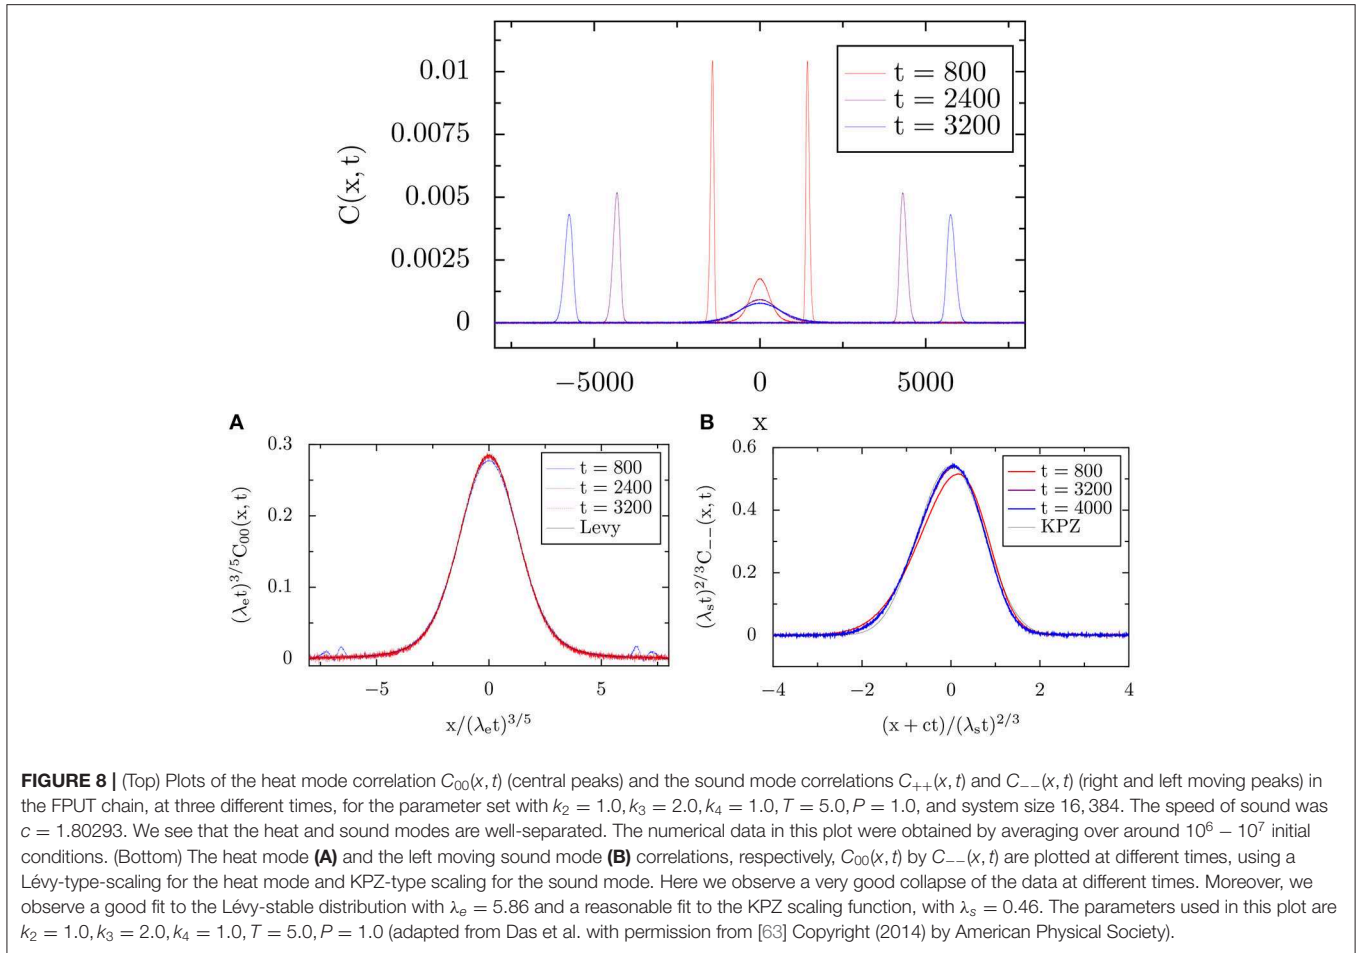 0.01
0.0075
0.005
0.0025
0
C(x, t)
t = 800
t = 2400
t = 3200
−5000 0 5000
x
A
0.3
0.2
0.1
0
(λₑt)^{3/5}C₀₀(x, t)
t = 800
t = 2400
t = 3200
Levy
−5 0 5
x/(λₑt)^{3/5}
B
0.6
0.4
0.2
0
(λₛt)^{2/3}C₋₋(x, t)
t = 800
t = 3200
t = 4000
KPZ
−4 −2 0 2 4
(x + ct)/(λₛt)^{2/3}
FIGURE 8 | (Top) Plots of the heat mode correlation C₀₀(x, t) (central peaks) and the sound mode correlations C₊₊(x, t) and C₋₋(x, t) (right and left moving peaks) in
the FPUT chain, at three different times, for the parameter set with k₂ = 1.0, k₃ = 2.0, k₄ = 1.0, T = 5.0, P = 1.0, and system size 16, 384. The speed of sound was
c = 1.80293. We see that the heat and sound modes are well-separated. The numerical data in this plot were obtained by averaging over around 10⁶ − 10⁷ initial
conditions. (Bottom) The heat mode (A) and the left moving sound mode (B) correlations, respectively, C₀₀(x, t) by C₋₋(x, t) are plotted at different times, using a
Lévy-type-scaling for the heat mode and KPZ-type scaling for the sound mode. Here we observe a very good collapse of the data at different times. Moreover, we
observe a good fit to the Lévy-stable distribution with λₑ = 5.86 and a reasonable fit to the KPZ scaling function, with λₛ = 0.46. The parameters used in this plot are
k₂ = 1.0, k₃ = 2.0, k₄ = 1.0, T = 5.0, P = 1.0 (adapted from Das et al. with permission from [63] Copyright (2014) by American Physical Society).